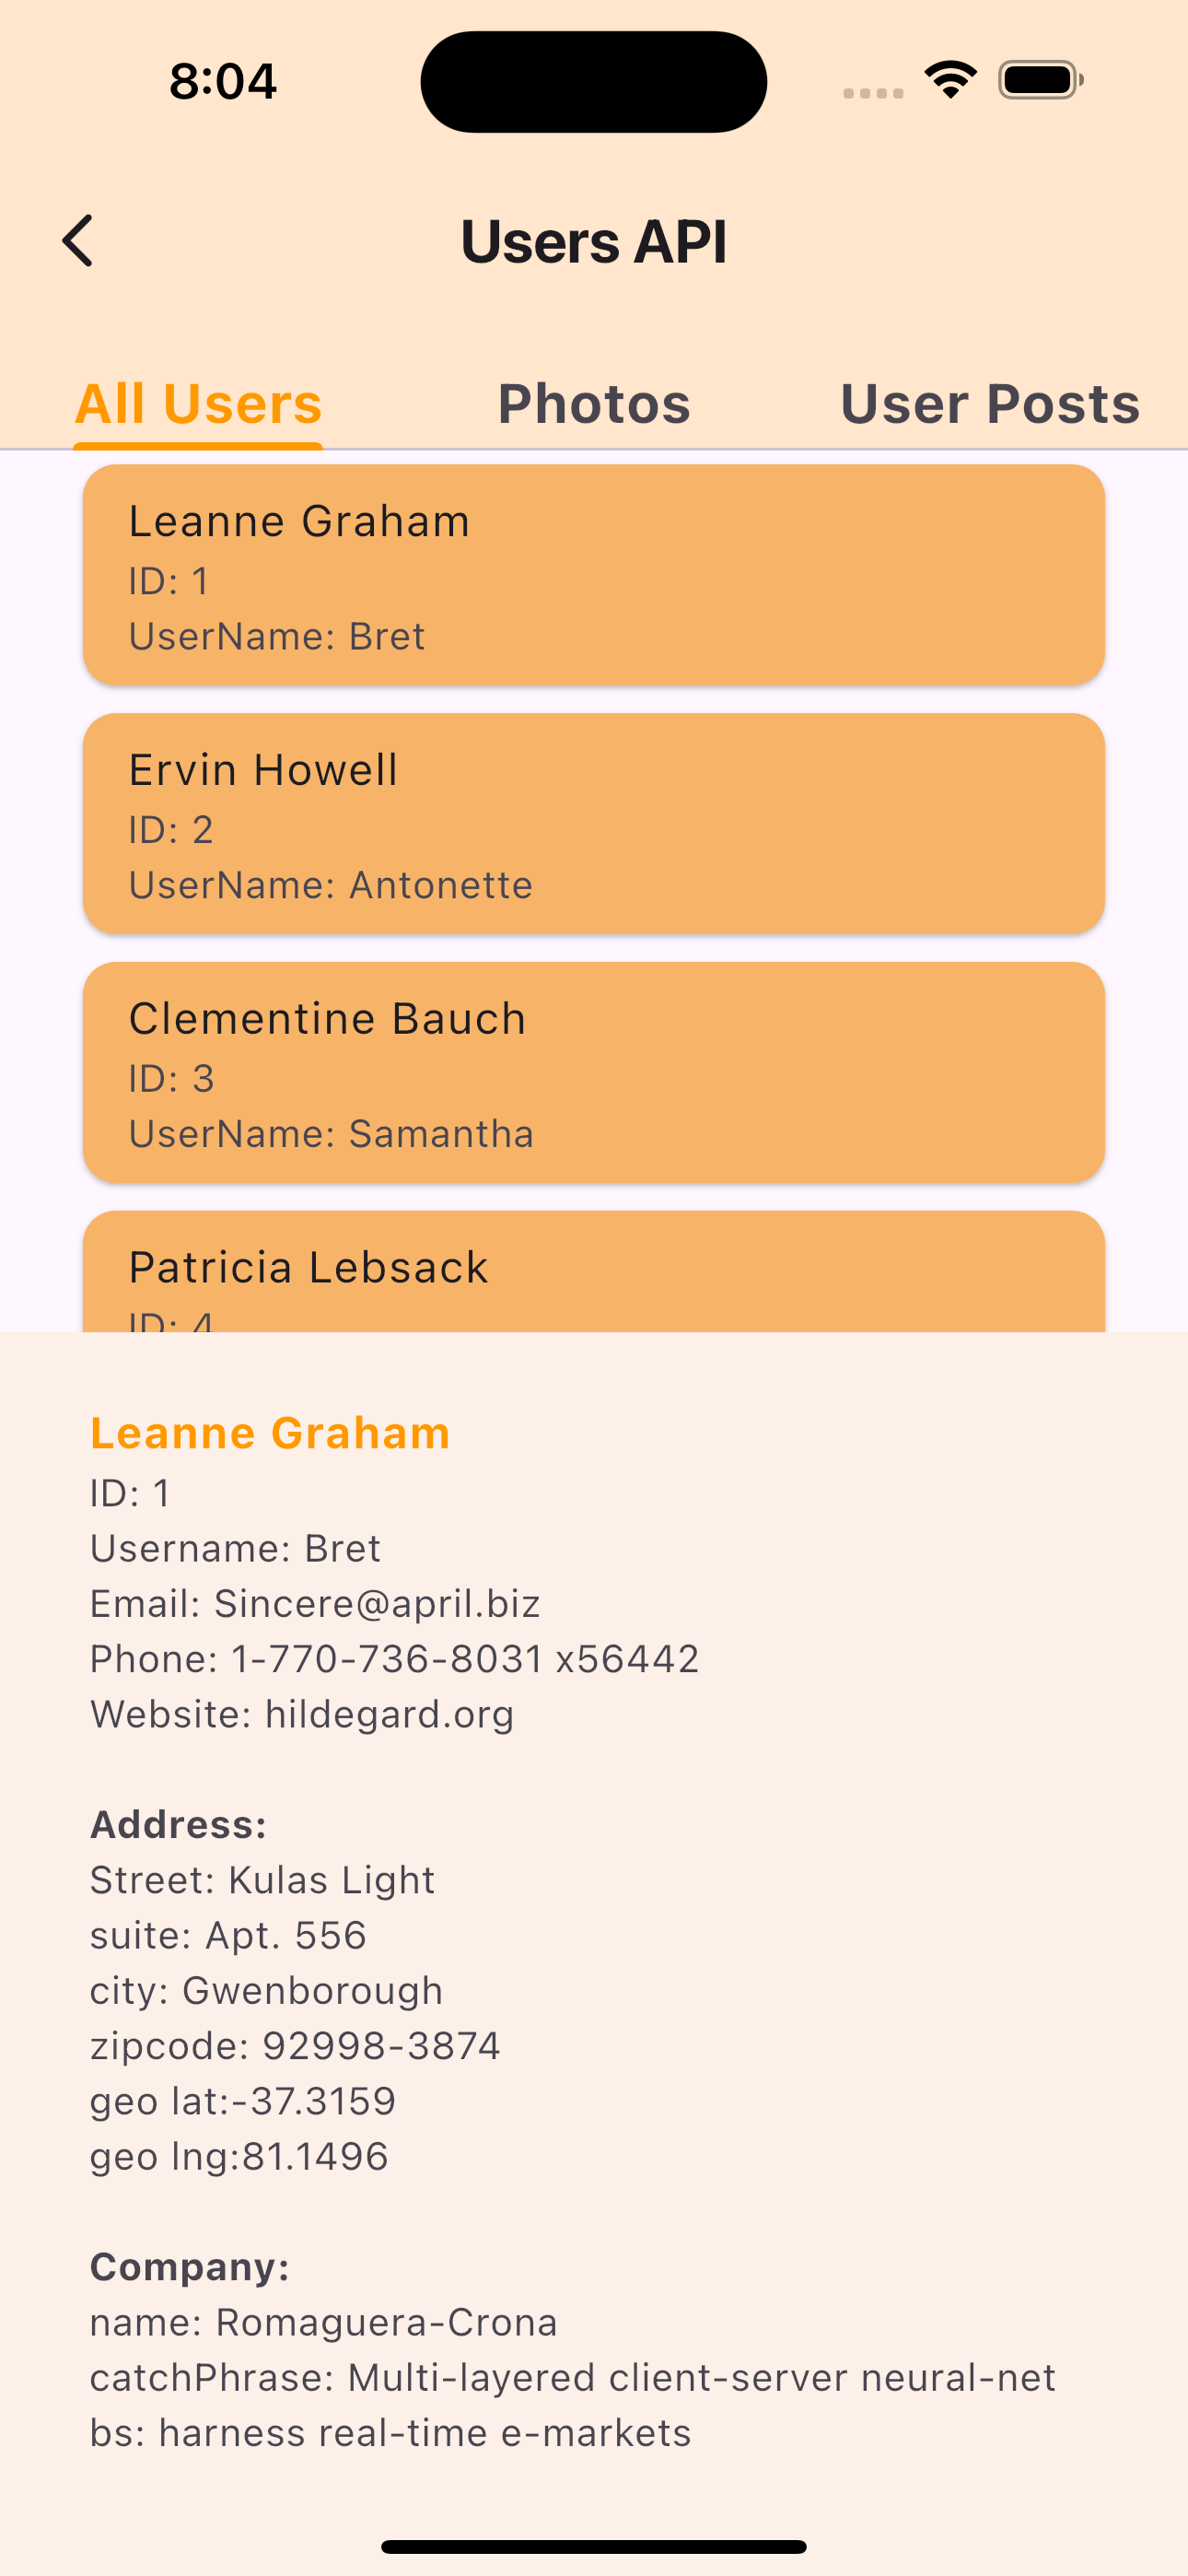 8:04
Users API
All Users
Photos
User Posts
Leanne Graham
ID: 1
UserName: Bret
Ervin Howell
ID: 2
UserName: Antonette
Clementine Bauch
ID: 3
UserName: Samantha
Patricia Lebsack
ID: 4
Leanne Graham
ID: 1
Username: Bret
Email: Sincere@april.biz
Phone: 1-770-736-8031 x56442
Website: hildegard.org
Address:
Street: Kulas Light
suite: Apt. 556
city: Gwenborough
zipcode: 92998-3874
geo lat:-37.3159
geo lng:81.1496
Company:
name: Romaguera-Crona
catchPhrase: Multi-layered client-server neural-net
bs: harness real-time e-markets